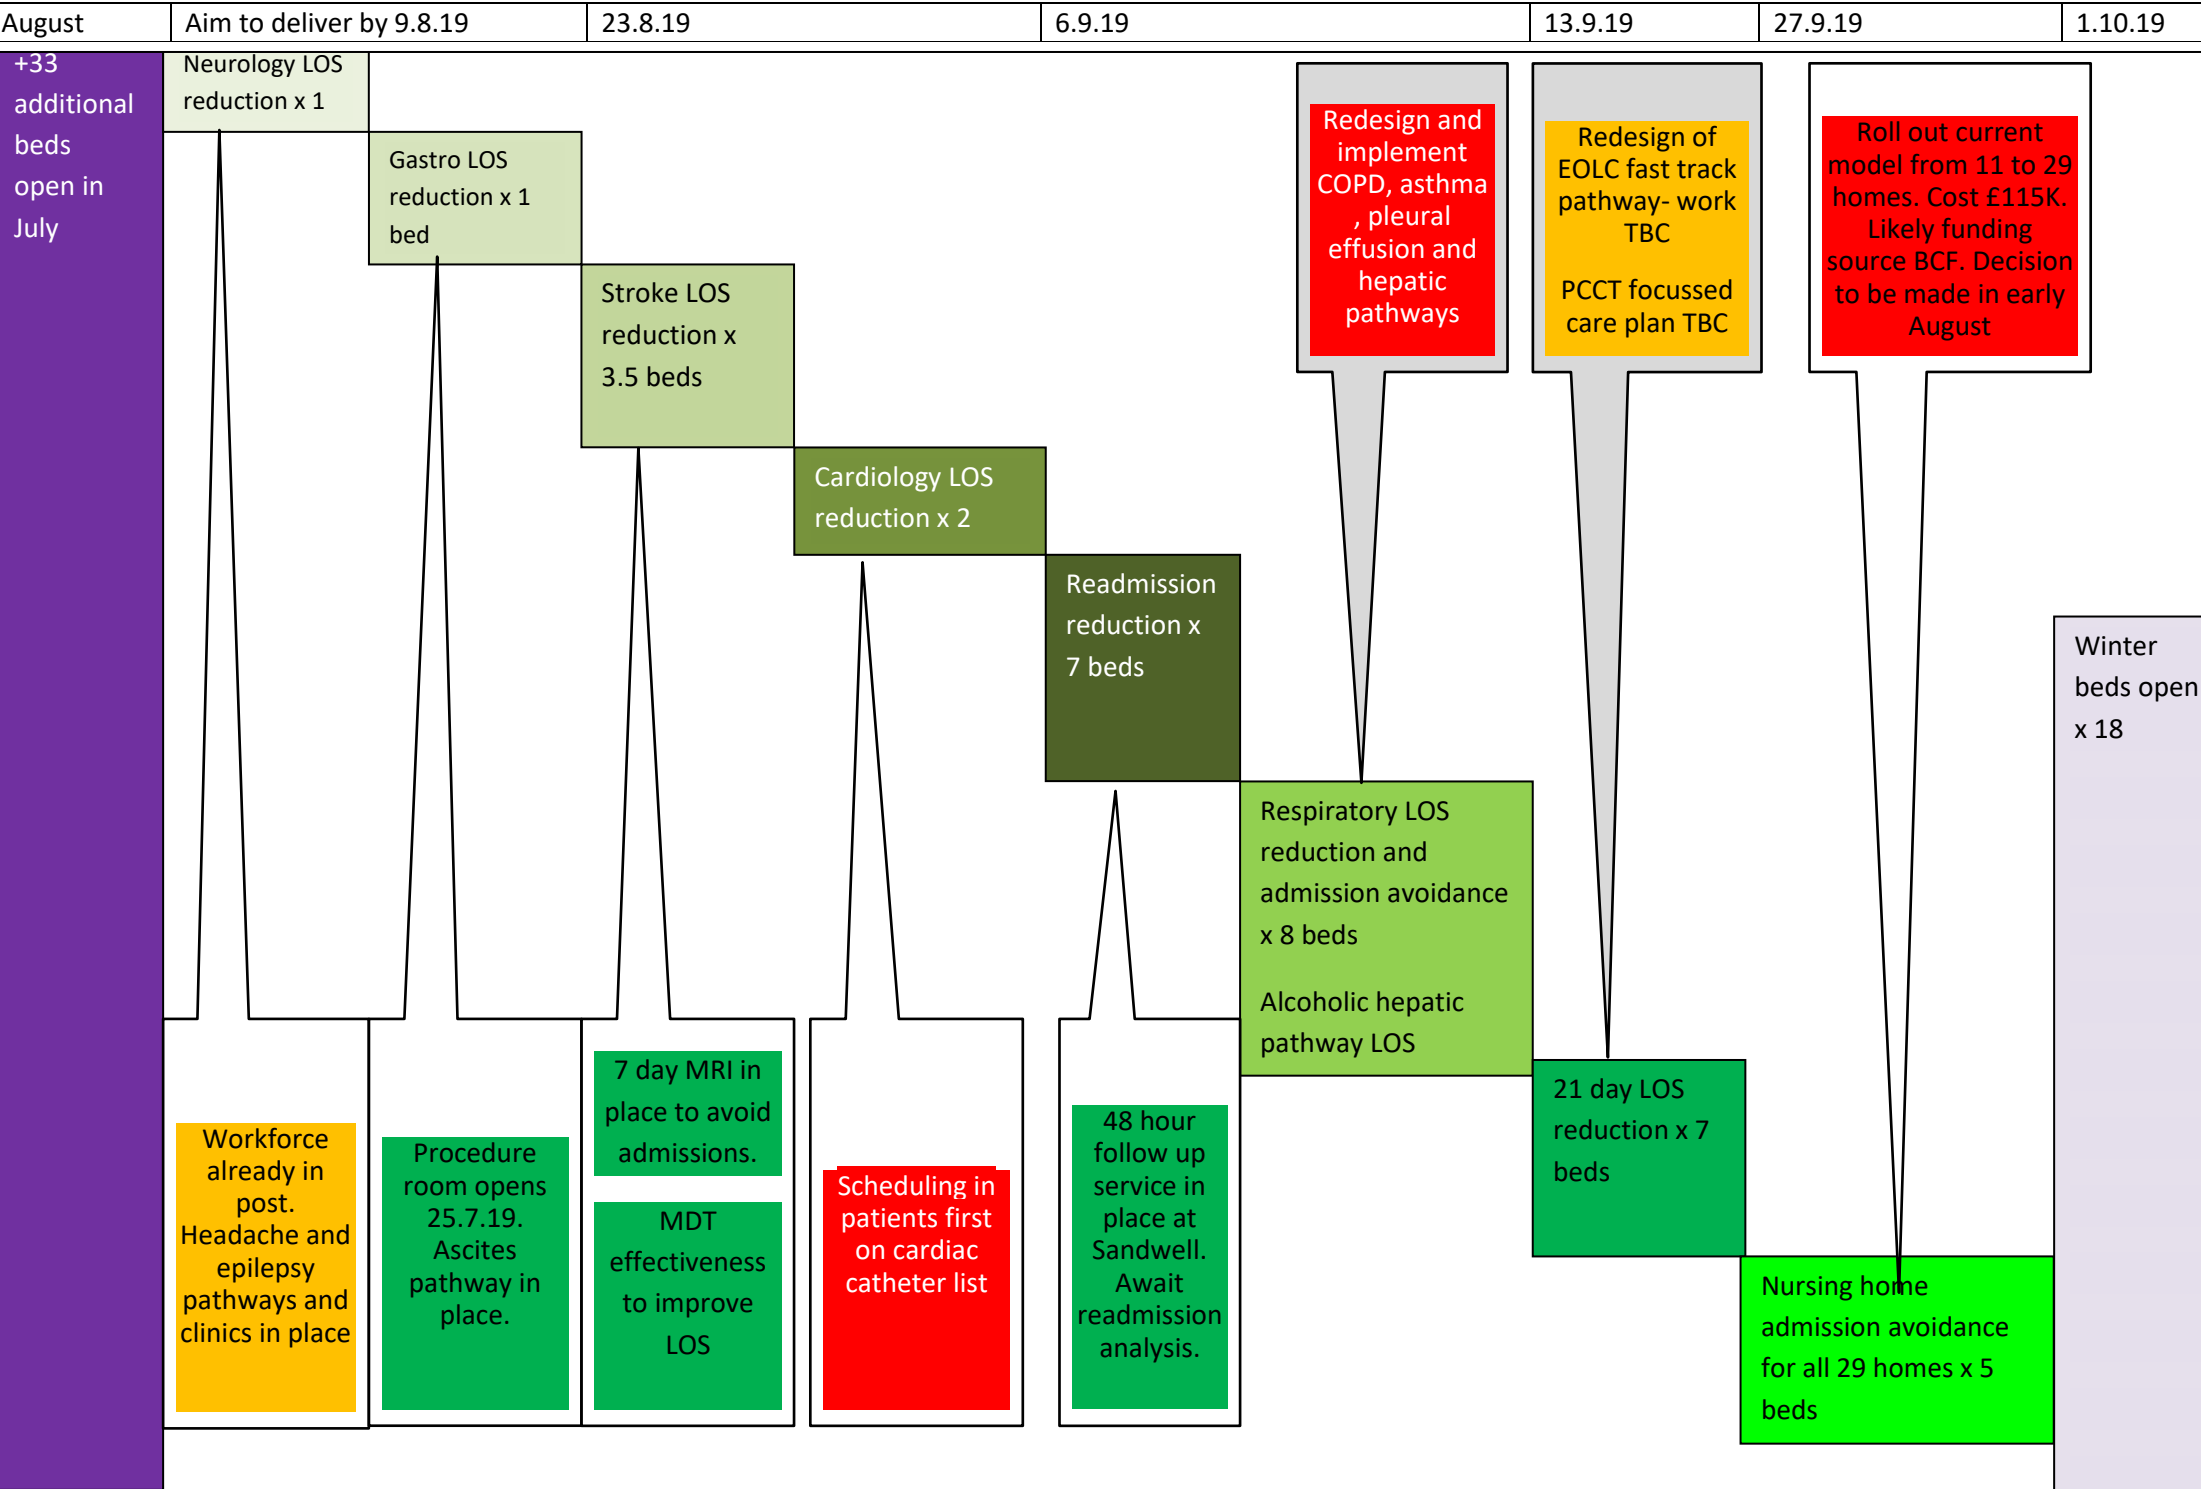 August
Aim to deliver by 9.8.19
23.8.19
6.9.19
13.9.19
27.9.19
1.10.19
+33
additional
beds
open in
July
Neurology LOS
reduction x 1
Gastro LOS
reduction x 1
bed
Stroke LOS
reduction x
3.5 beds
Cardiology LOS
reduction x 2
Readmission
reduction x
7 beds
Redesign and
implement
COPD, asthma
, pleural
effusion and
hepatic
pathways
Redesign of
EOLC fast track
pathway- work
TBC
PCCT focussed
care plan TBC
Roll out current
model from 11 to 29
homes. Cost £115K.
Likely funding
source BCF. Decision
to be made in early
August
Winter
beds open
x 18
Respiratory LOS
reduction and
admission avoidance
x 8 beds
Alcoholic hepatic
pathway LOS
21 day LOS
reduction x 7
beds
Nursing home
admission avoidance
for all 29 homes x 5
beds
Workforce
already in
post.
Headache and
epilepsy
pathways and
clinics in place
Procedure
room opens
25.7.19.
Ascites
pathway in
place.
7 day MRI in
place to avoid
admissions.
MDT
effectiveness
to improve
LOS
Scheduling in
patients first
on cardiac
catheter list
48 hour
follow up
service in
place at
Sandwell.
Await
readmission
analysis.